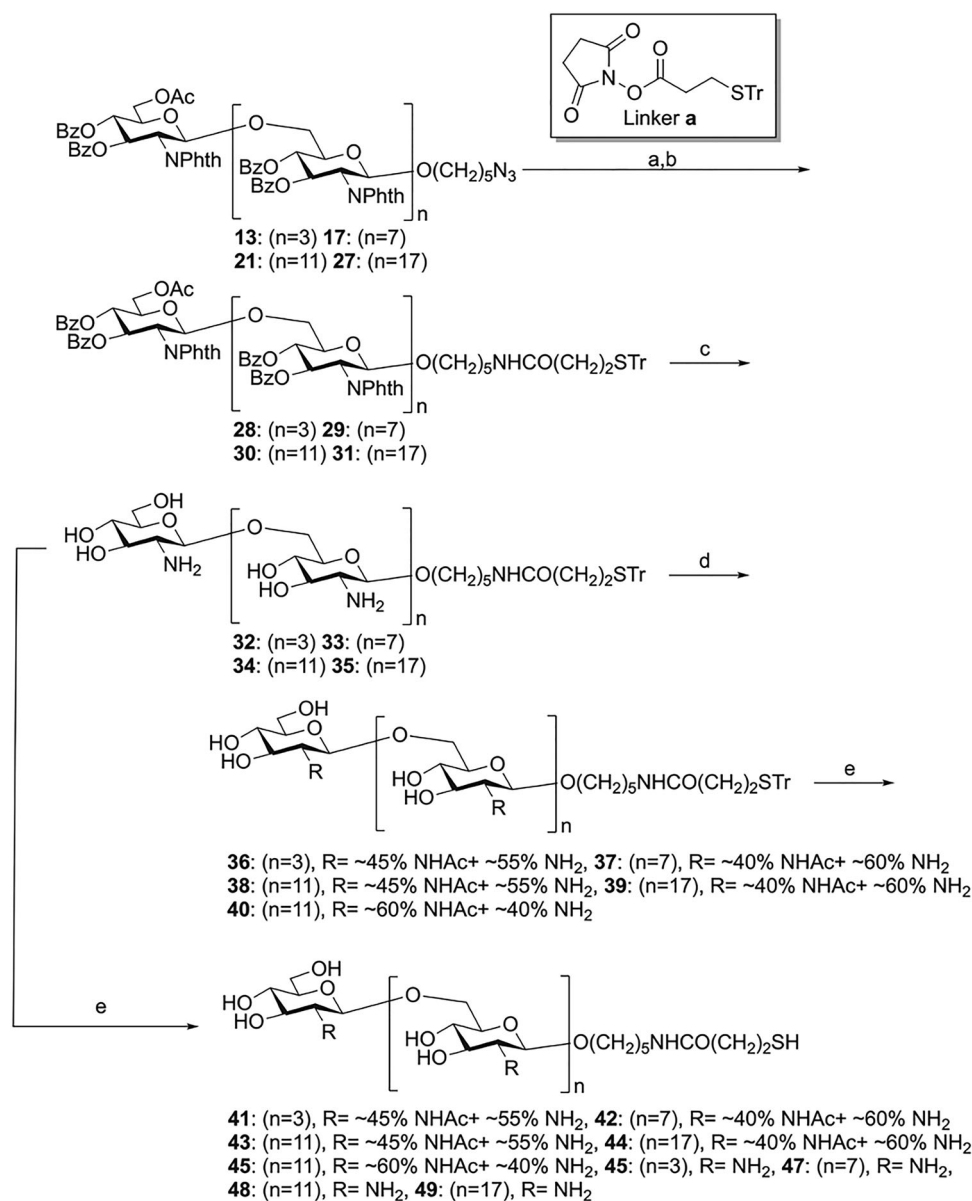 O
O
N
O
O
STr
Linker a
OAc
O
BzO
BzO
NPhth
O
O
BzO
BzO
NPhth
O(CH2)5N3
n
a,b
13: (n=3) 17: (n=7)
21: (n=11) 27: (n=17)
OAc
O
BzO
BzO
NPhth
O
O
BzO
BzO
NPhth
O(CH2)5NHCO(CH2)2STr
n
c
28: (n=3) 29: (n=7)
30: (n=11) 31: (n=17)
OH
O
HO
HO
NH2
O
O
HO
HO
NH2
O(CH2)5NHCO(CH2)2STr
n
d
32: (n=3) 33: (n=7)
34: (n=11) 35: (n=17)
OH
O
HO
HO
R
O
O
HO
HO
R
O(CH2)5NHCO(CH2)2STr
n
e
36: (n=3), R= ~45% NHAc+ ~55% NH2, 37: (n=7), R= ~40% NHAc+ ~60% NH2
38: (n=11), R= ~45% NHAc+ ~55% NH2, 39: (n=17), R= ~40% NHAc+ ~60% NH2
40: (n=11), R= ~60% NHAc+ ~40% NH2
e
OH
O
HO
HO
R
O
O
HO
HO
R
O(CH2)5NHCO(CH2)2SH
n
41: (n=3), R= ~45% NHAc+ ~55% NH2, 42: (n=7), R= ~40% NHAc+ ~60% NH2
43: (n=11), R= ~45% NHAc+ ~55% NH2, 44: (n=17), R= ~40% NHAc+ ~60% NH2
45: (n=11), R= ~60% NHAc+ ~40% NH2, 45: (n=3), R= NH2, 47: (n=7), R= NH2,
48: (n=11), R= NH2, 49: (n=17), R= NH2